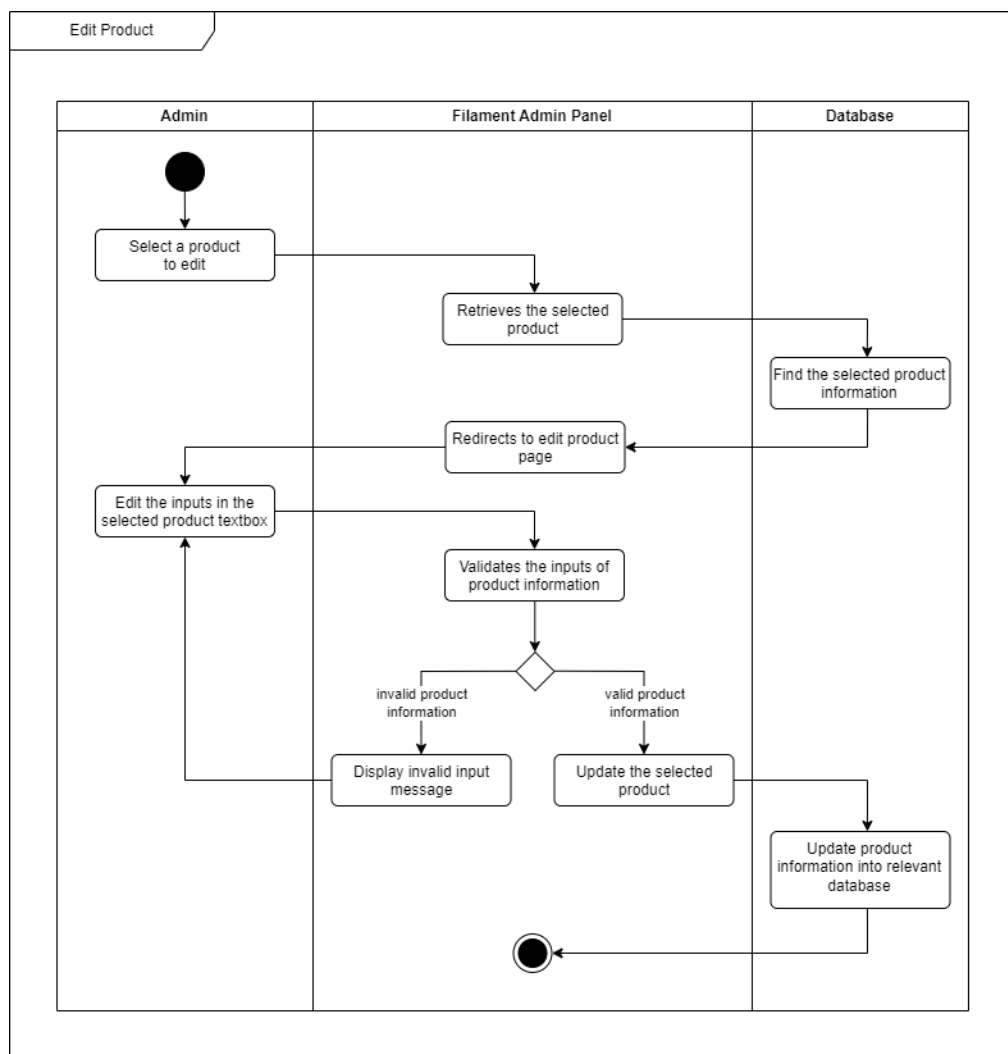 Edit Product
Admin
Filament Admin Panel
Database
Select a product
to edit
Retrieves the selected
product
Find the selected product
information
Redirects to edit product
page
Edit the inputs in the
selected product textbox
Validates the inputs of
product information
invalid product
information
valid product
information
Display invalid input
message
Update the selected
product
Update product
information into relevant
database